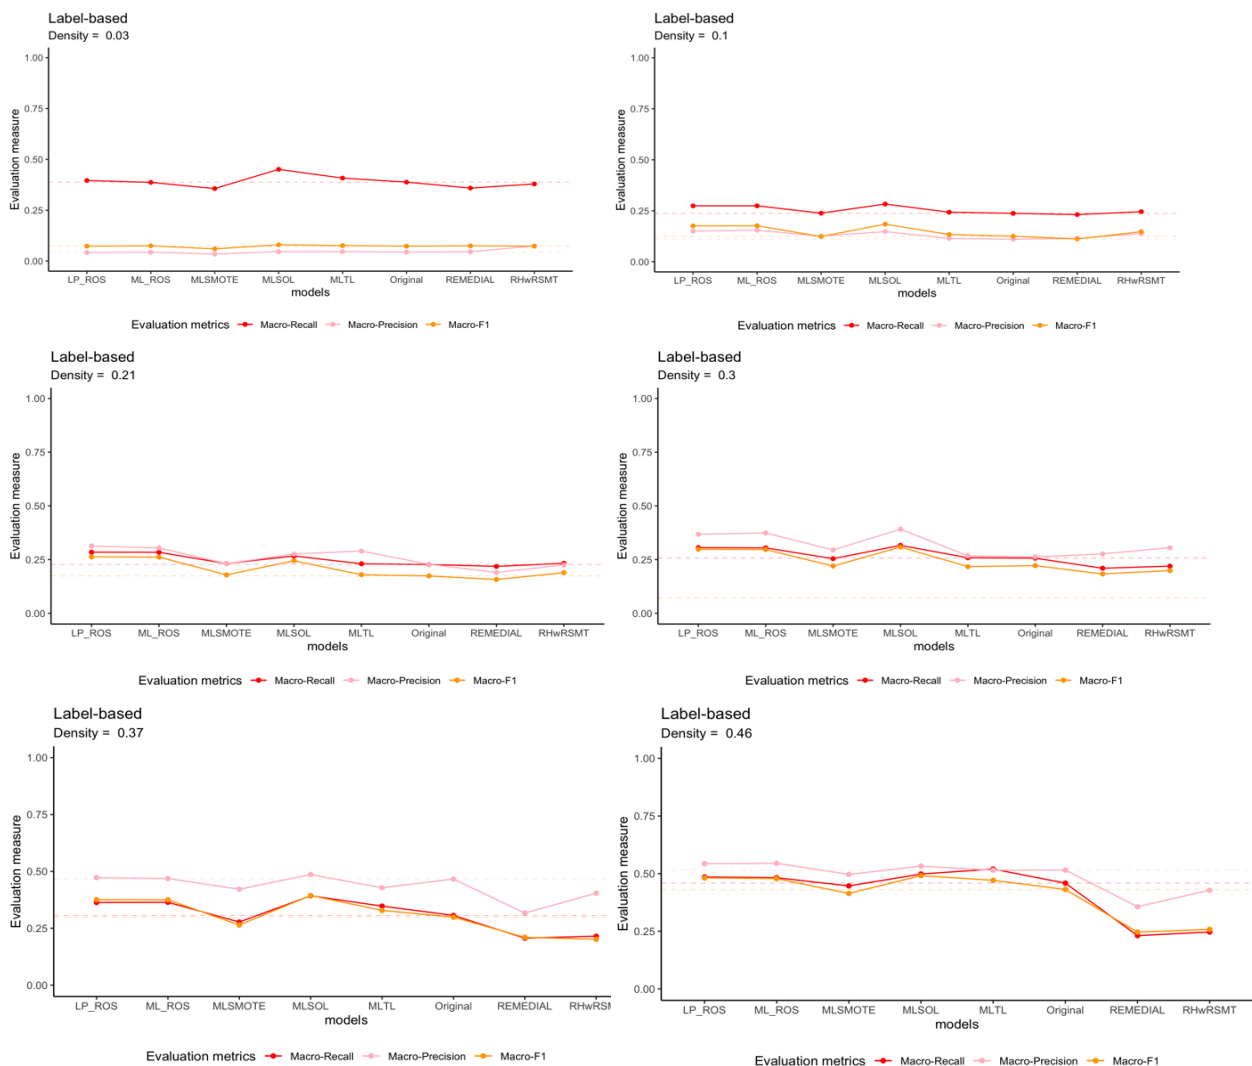 Label-based
Density = 0.03
1.00
0.75
0.50
0.25
0.00
Evaluation measure
LP_ROS ML_ROS MLSMOTE MLSOL MLTL Original REMEDIAL RHwRSMT
models
Evaluation metrics Macro-Recall Macro-Precision Macro-F1
Label-based
Density = 0.1
1.00
0.75
0.50
0.25
0.00
Evaluation measure
LP_ROS ML_ROS MLSMOTE MLSOL MLTL Original REMEDIAL RHwRSMT
models
Evaluation metrics Macro-Recall Macro-Precision Macro-F1
Label-based
Density = 0.21
1.00
0.75
0.50
0.25
0.00
Evaluation measure
LP_ROS ML_ROS MLSMOTE MLSOL MLTL Original REMEDIAL RHwRSMT
models
Evaluation metrics Macro-Recall Macro-Precision Macro-F1
Label-based
Density = 0.3
1.00
0.75
0.50
0.25
0.00
Evaluation measure
LP_ROS ML_ROS MLSMOTE MLSOL MLTL Original REMEDIAL RHwRSMT
models
Evaluation metrics Macro-Recall Macro-Precision Macro-F1
Label-based
Density = 0.37
1.00
0.75
0.50
0.25
0.00
Evaluation measure
LP_ROS ML_ROS MLSMOTE MLSOL MLTL Original REMEDIAL RHwRSM
models
Evaluation metrics Macro-Recall Macro-Precision Macro-F1
Label-based
Density = 0.46
1.00
0.75
0.50
0.25
0.00
Evaluation measure
LP_ROS ML_ROS MLSMOTE MLSOL MLTL Original REMEDIAL RHwRSMT
models
Evaluation metrics Macro-Recall Macro-Precision Macro-F1